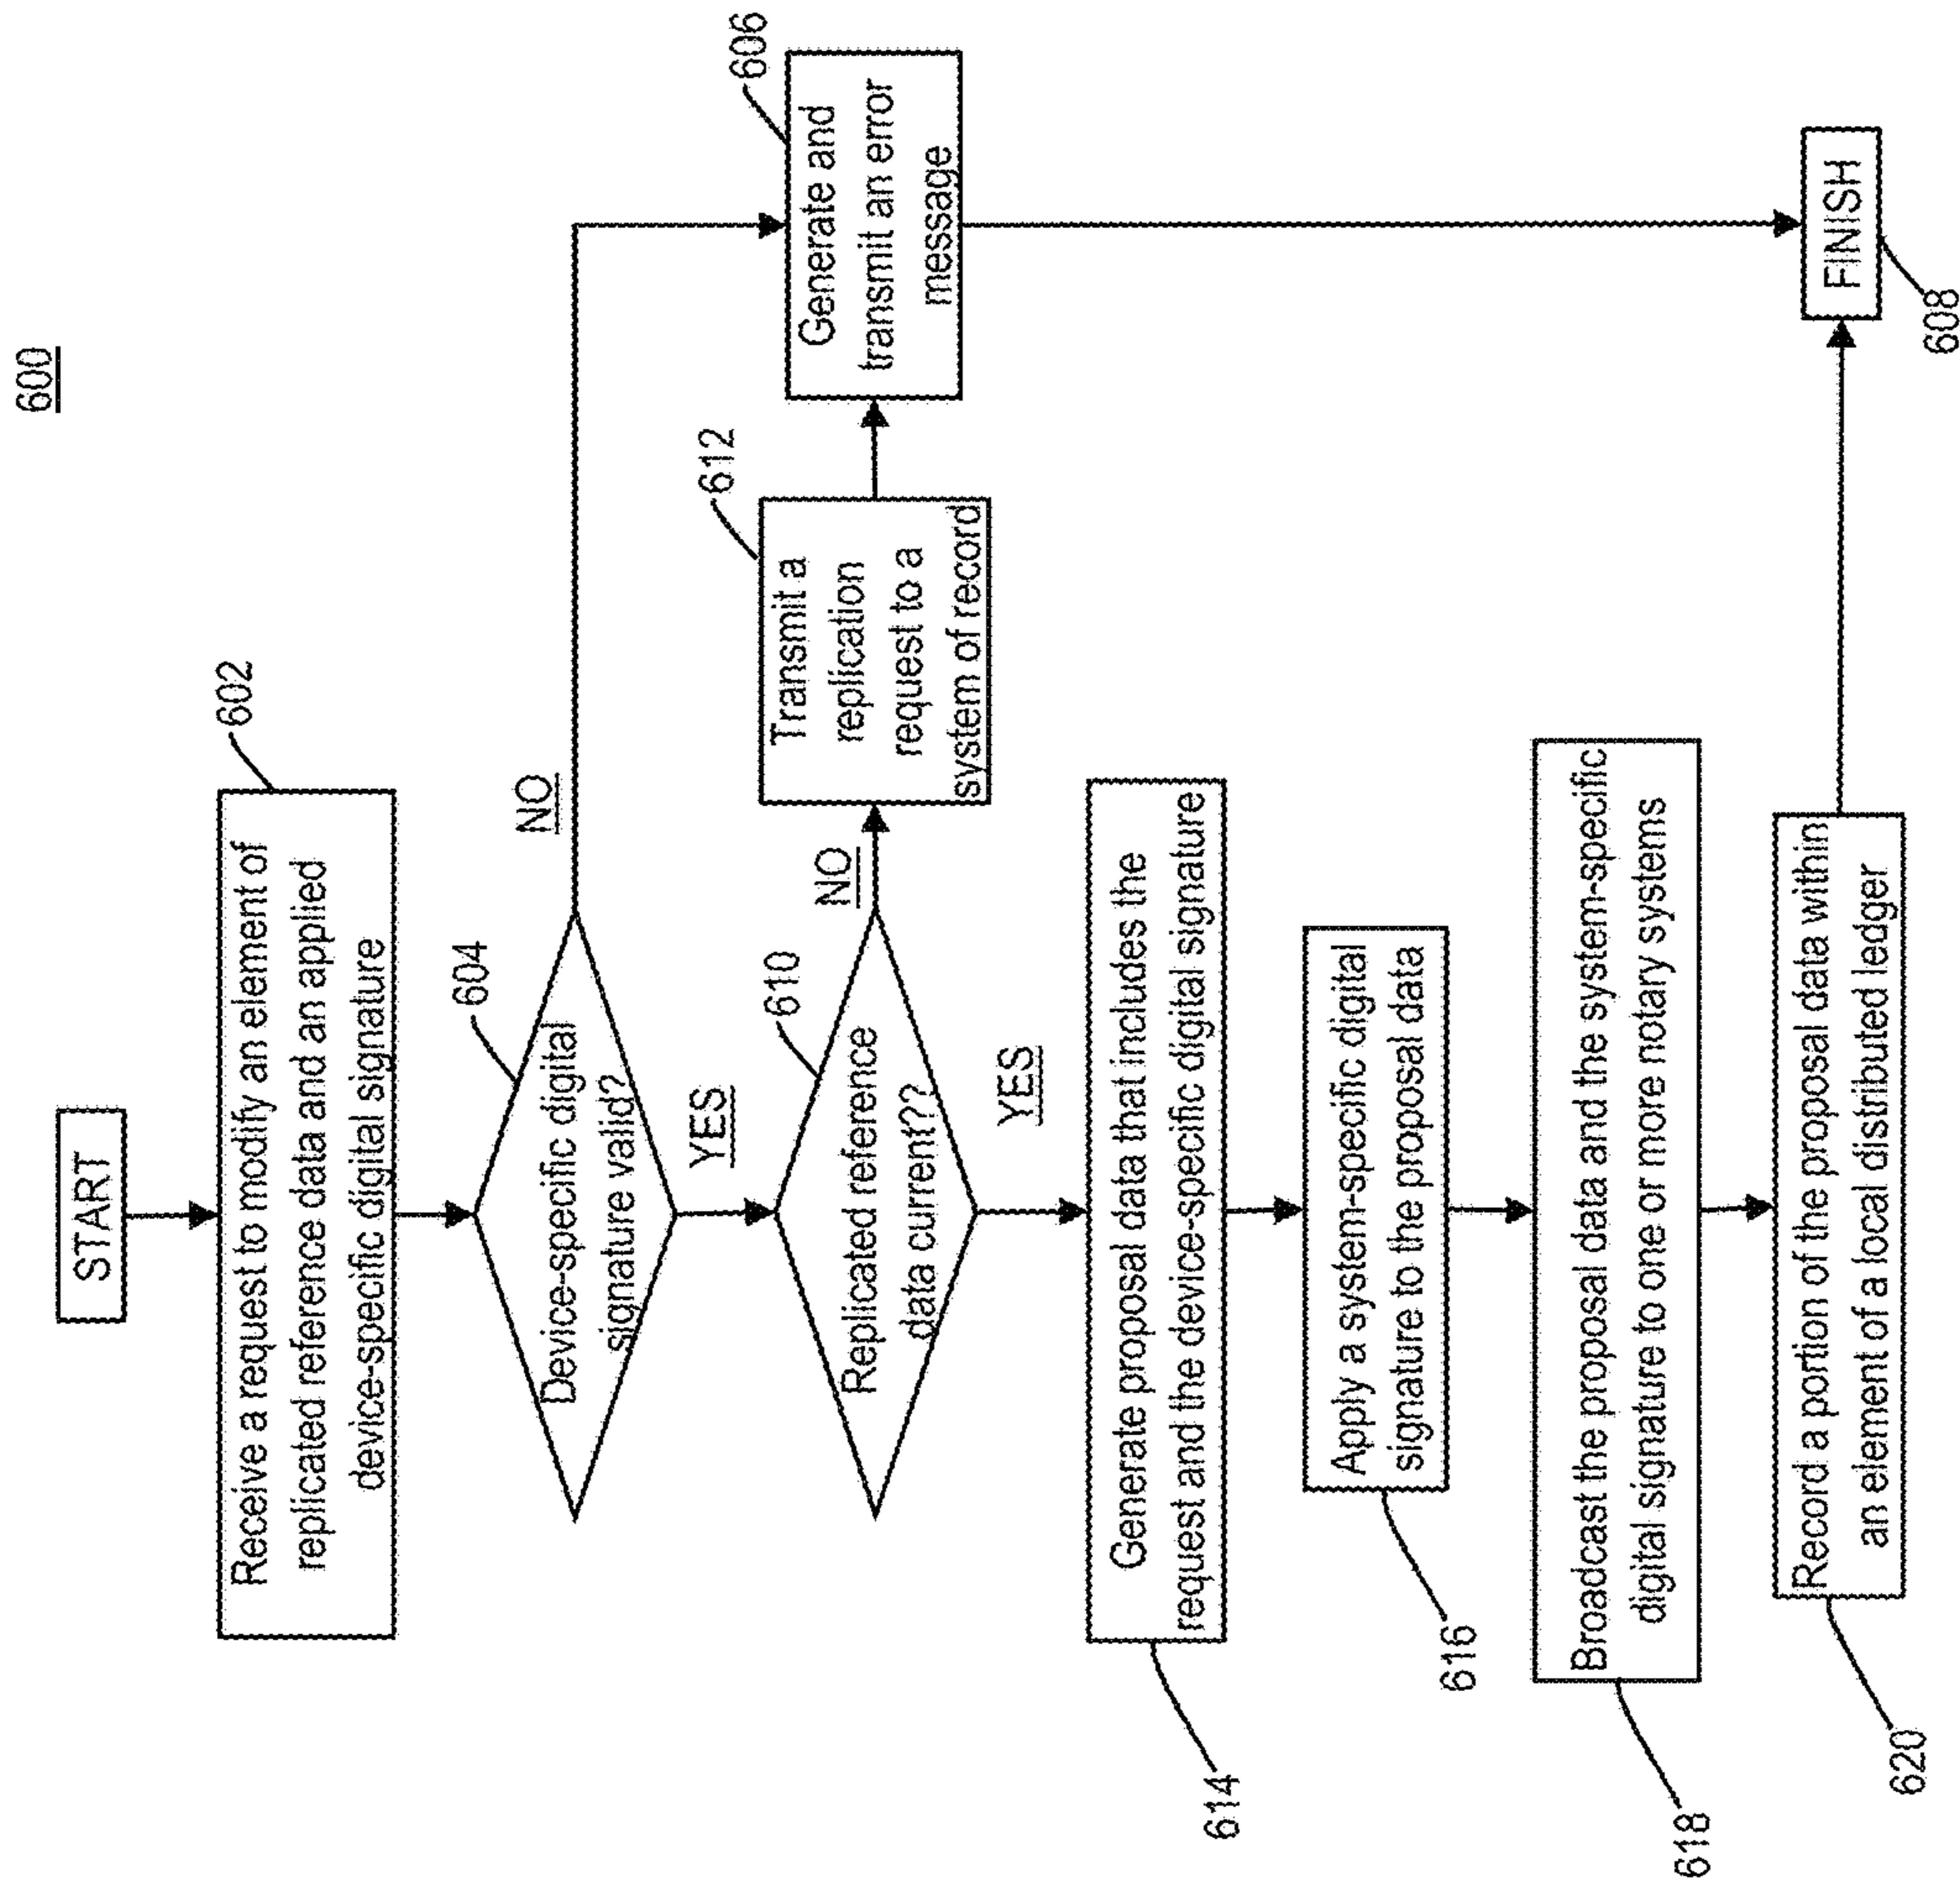 600
START
602
Receive a request to modify an element of
replicated reference data and an applied
device-specific digital signature
604
Device-specific digital
signature valid?
NO
YES
606
Generate and
transmit an error
message
610
Replicated reference
data current??
NO
YES
612
Transmit a
replication
request to a
system of record
614
Generate proposal data that includes the
request and the device-specific digital signature
616
Apply a system-specific digital
signature to the proposal data
618
Broadcast the proposal data and the system-specific
digital signature to one or more notary systems
620
Record a portion of the proposal data within
an element of a local distributed ledger
FINISH
608